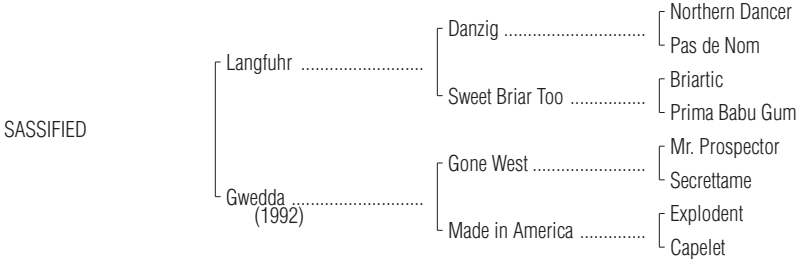 Northern Dancer
Danzig ..............................
Pas de Nom
Langfuhr ..........................
Briartic
Sweet Briar Too ................
Prima Babu Gum
SASSIFIED
Mr. Prospector
Gone West ........................
Secrettame
Gwedda ............................
(1992)
Explodent
Made in America ..............
Capelet